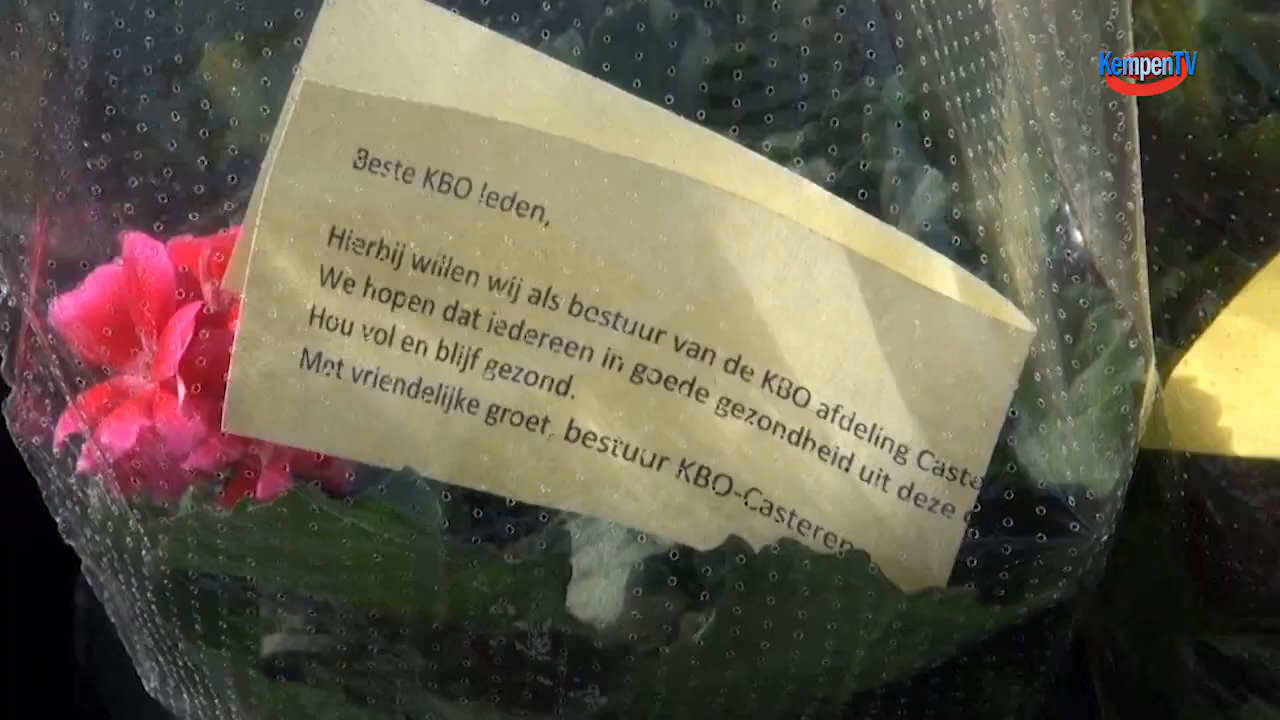 KempenTV
Beste KBO leden,
Hierbij willen wij als bestuur van de KBO afdeling
We hopen dat iedereen in goede gezondheid uit deze
Hou vol en blijf gezond.
Met vriendelijke groet, bestuur KBO-Casteren